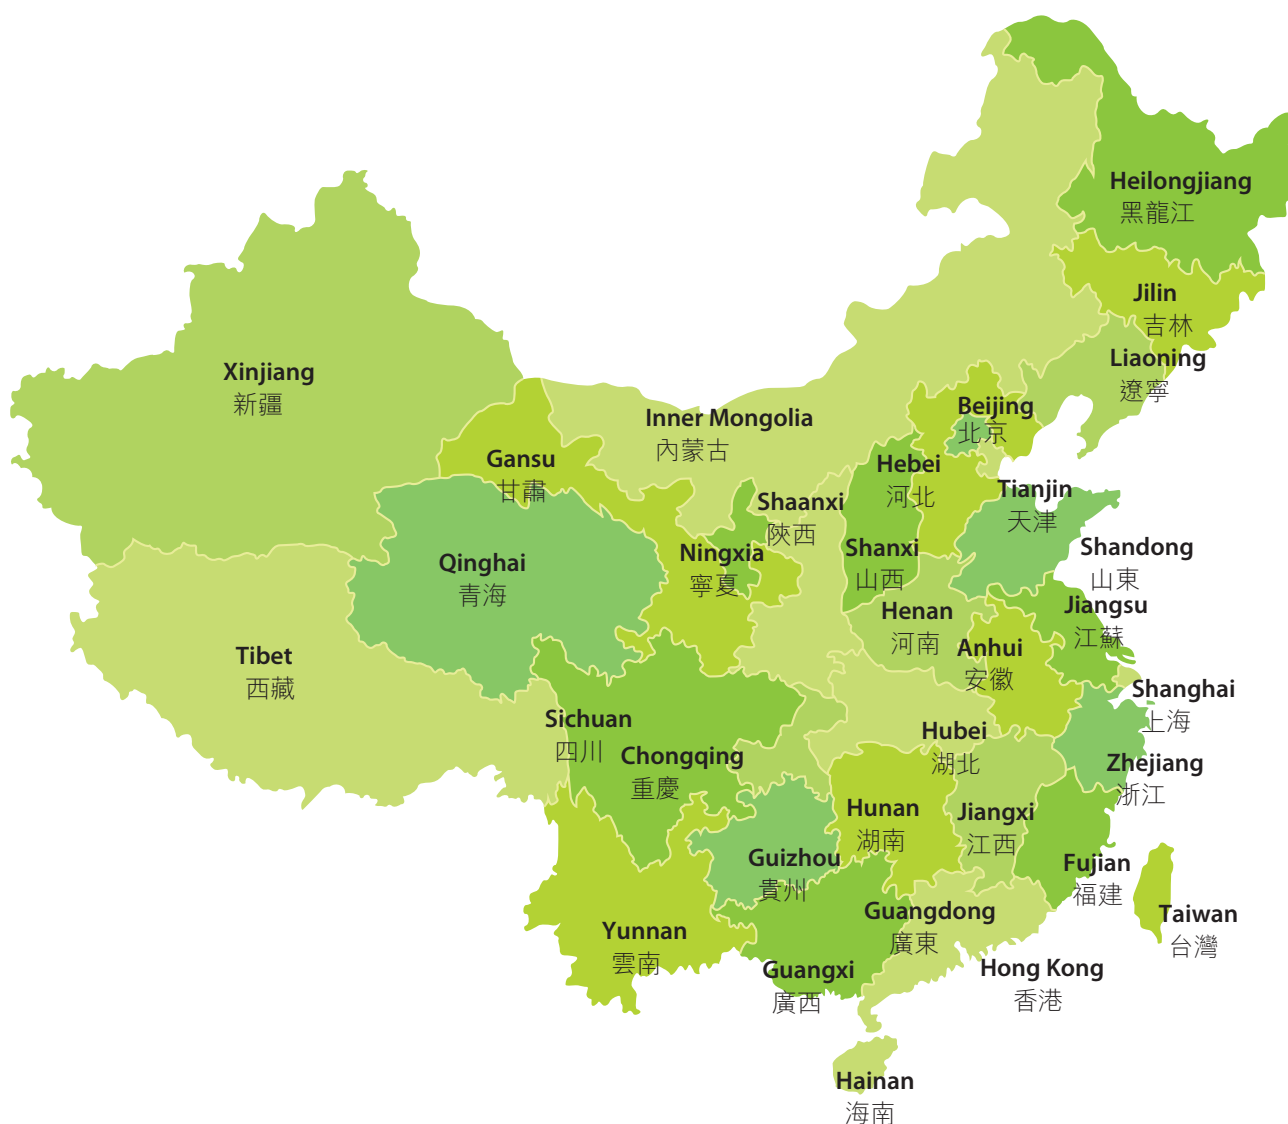 Heilongjiang
黑龍江
Jilin
吉林
Liaoning
遼寧
Xinjiang
新疆
Inner Mongolia
內蒙古
Beijing
北京
Gansu
甘肅
Hebei
河北
Tianjin
天津
Shaanxi
陝西
Qinghai
青海
Ningxia
寧夏
Shanxi
山西
Shandong
山東
Henan
河南
Jiangsu
江蘇
Tibet
西藏
Anhui
安徽
Shanghai
上海
Sichuan
四川
Chongqing
重慶
Hubei
湖北
Zhejiang
浙江
Hunan
湖南
Jiangxi
江西
Guizhou
貴州
Fujian
福建
Yunnan
雲南
Guangdong
廣東
Taiwan
台灣
Guangxi
廣西
Hong Kong
香港
Hainan
海南